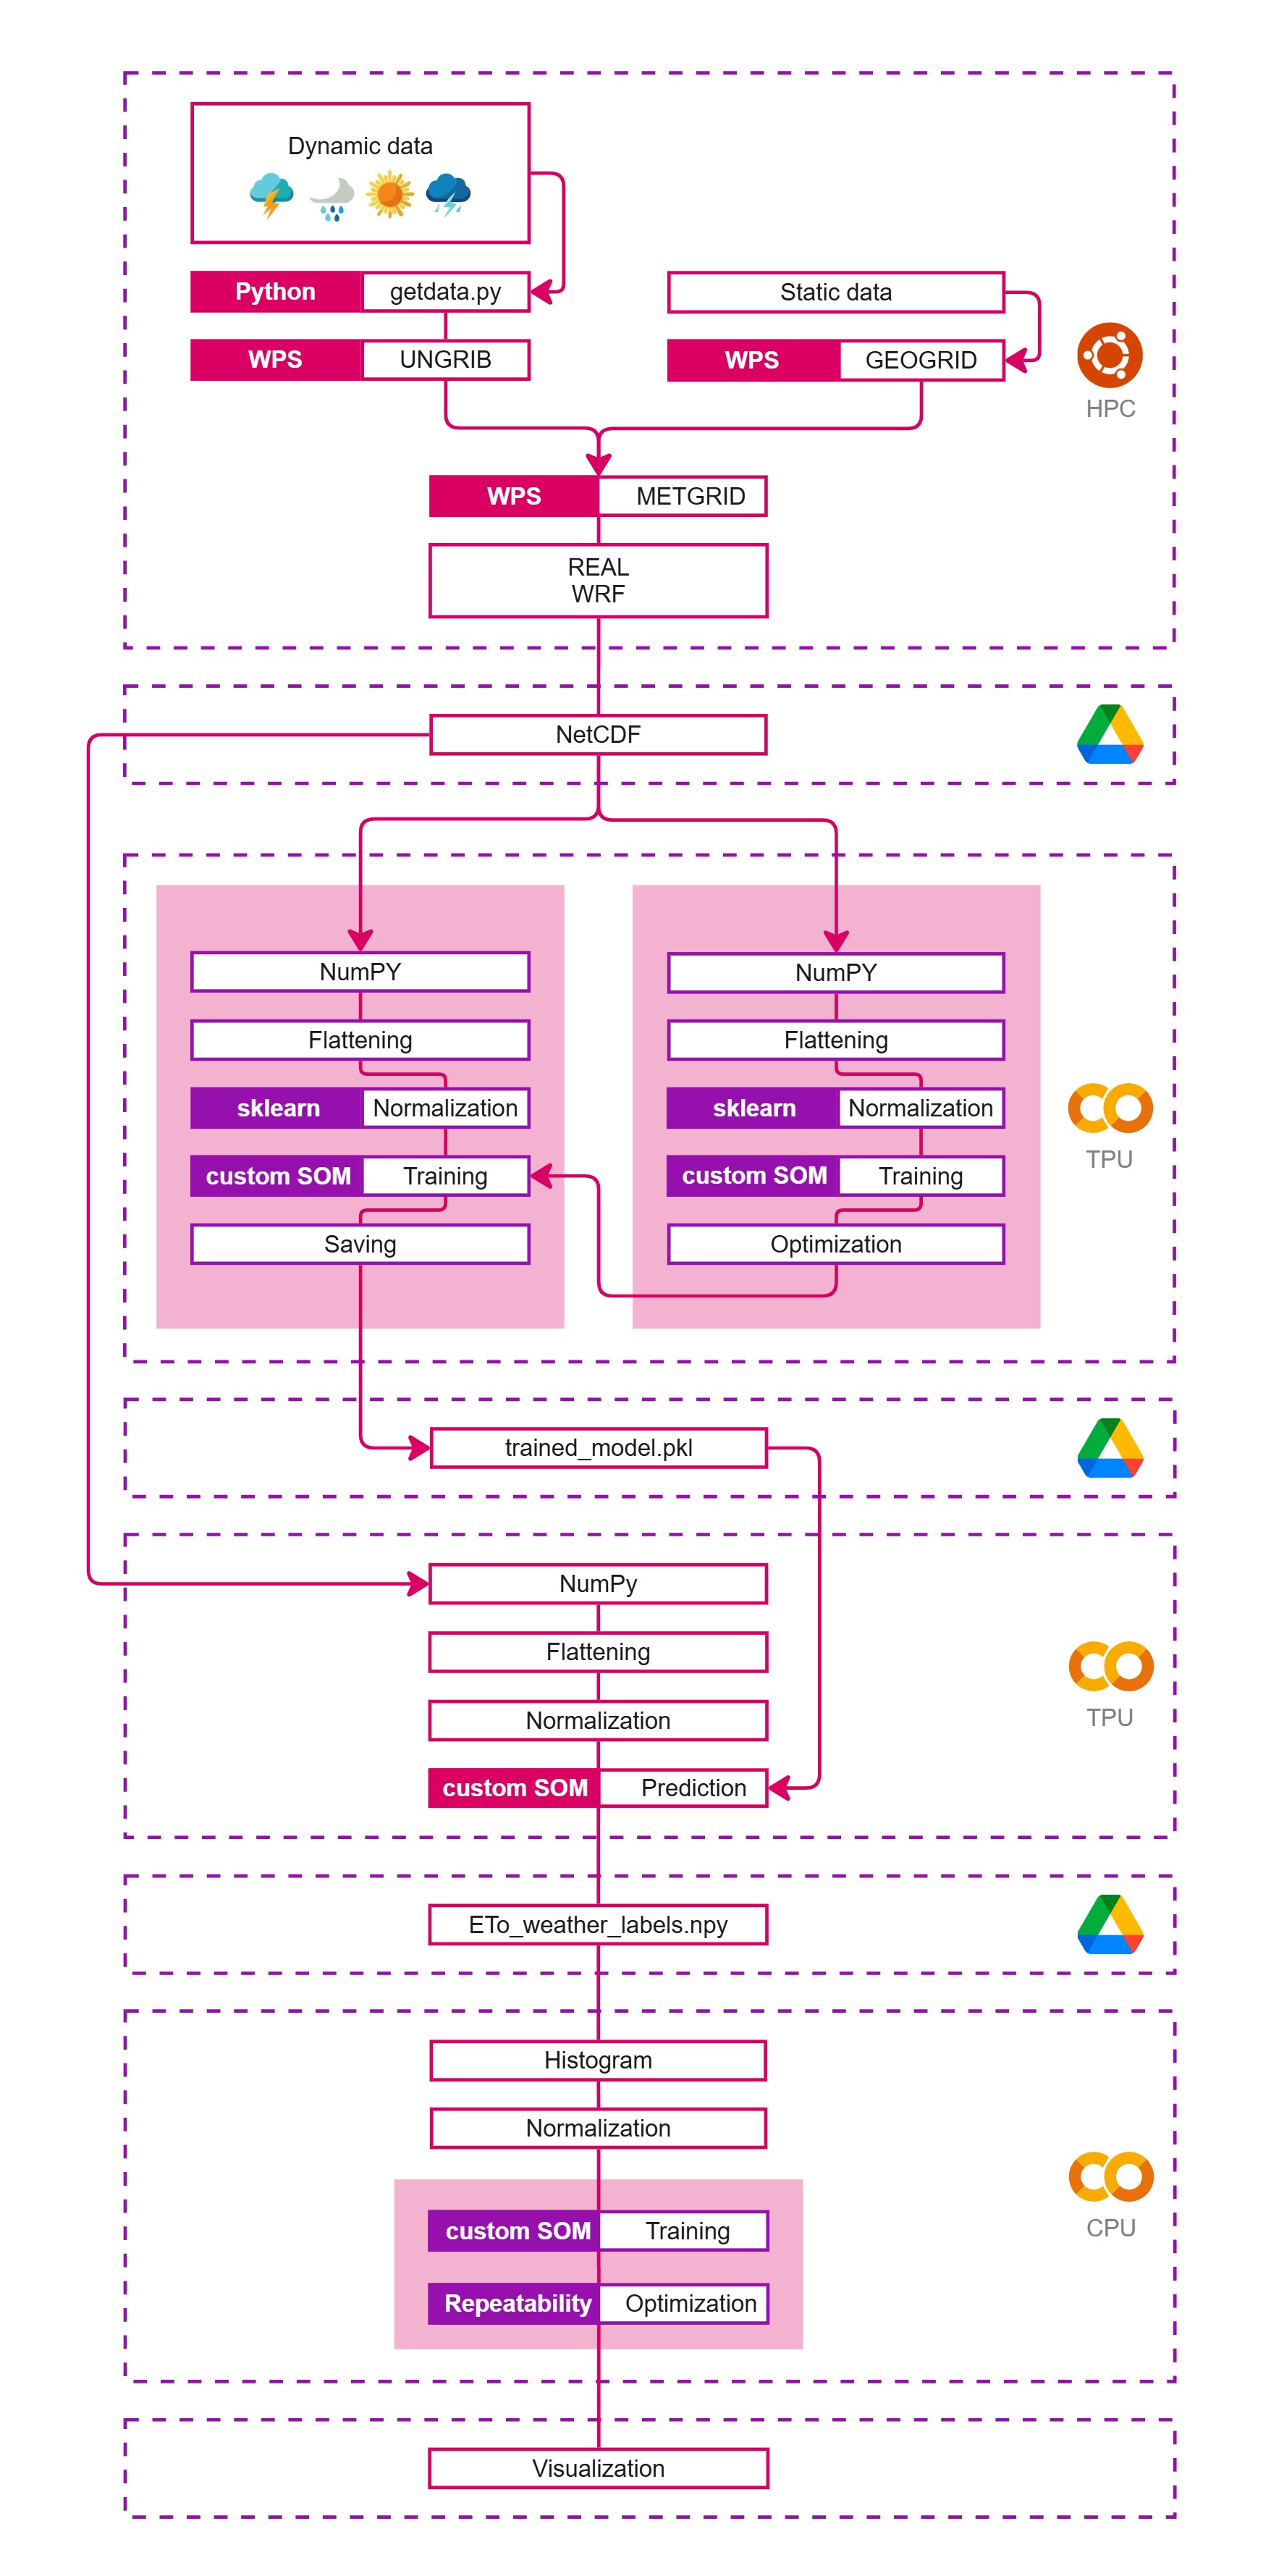 Dynamic data
Python getdata.py
Static data
WPS UNGRIB
WPS GEOGRID
HPC
WPS METGRID
REAL
WRF
NetCDF
NumPY
Flattening
sklearn Normalization
custom SOM Training
Saving
NumPY
Flattening
sklearn Normalization
custom SOM Training
Optimization
TPU
trained_model.pkl
NumPy
Flattening
Normalization
custom SOM Prediction
TPU
ETo_weather_labels.npy
Histogram
Normalization
custom SOM Training
Repeatability Optimization
CPU
Visualization